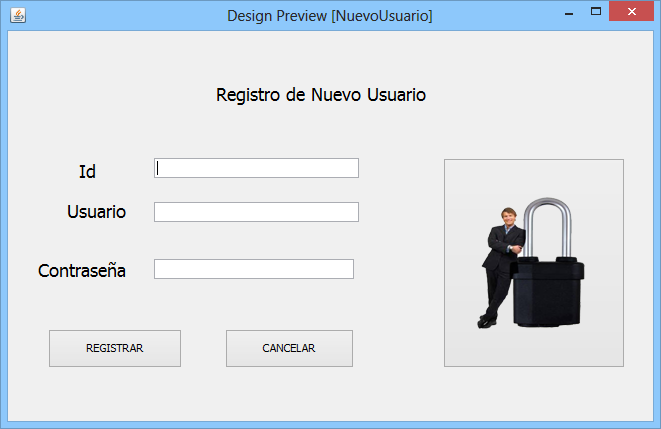 Design Preview [NuevoUsuario]
Registro de Nuevo Usuario
Id
Usuario
Contraseña
REGISTRAR
CANCELAR